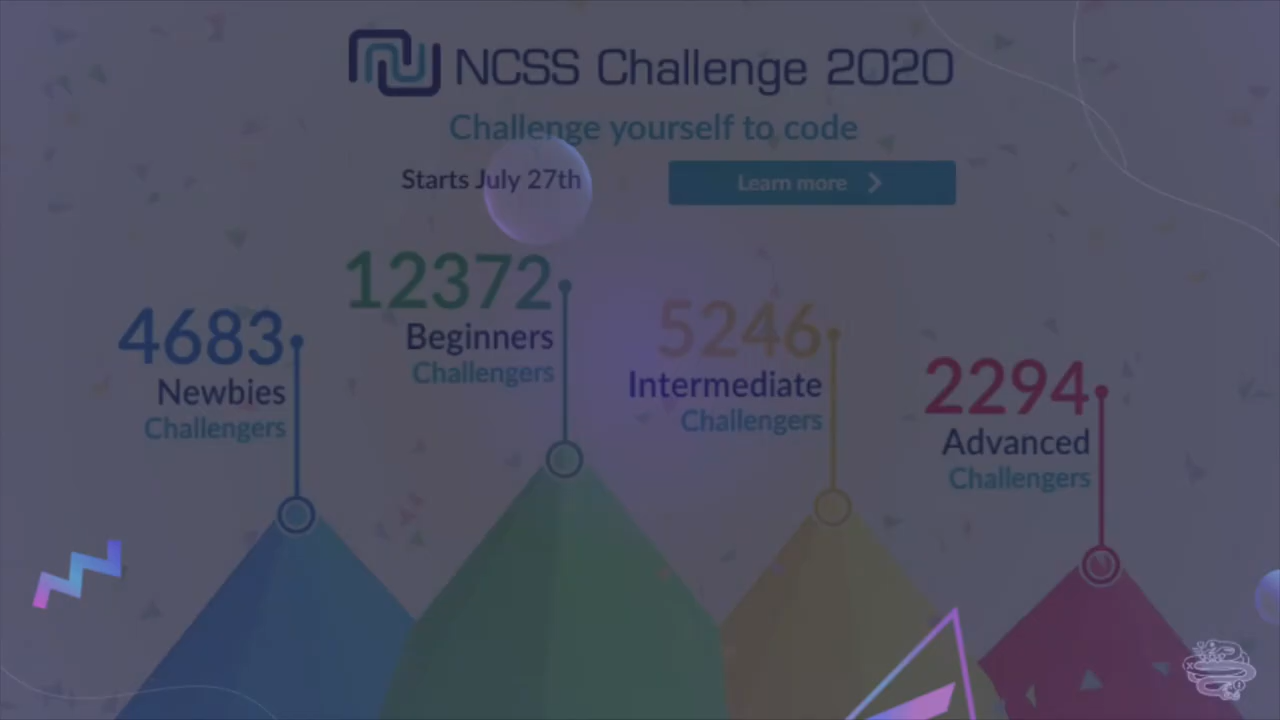 NCSS Challenge 2020
Challenge yourself to code
Starts July 27th
Learn more
4683
Newbies
Challengers
12372
Beginners
Challengers
5246
Intermediate
Challengers
2294
Advanced
Challengers